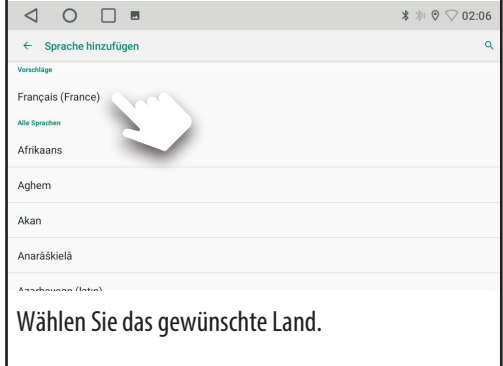 02:06
Sprache hinzufügen
Vorschläge
Français (France)
Alle Sprachen
Afrikaans
Aghem
Akan
Anarâškielâ
Wählen Sie das gewünschte Land.